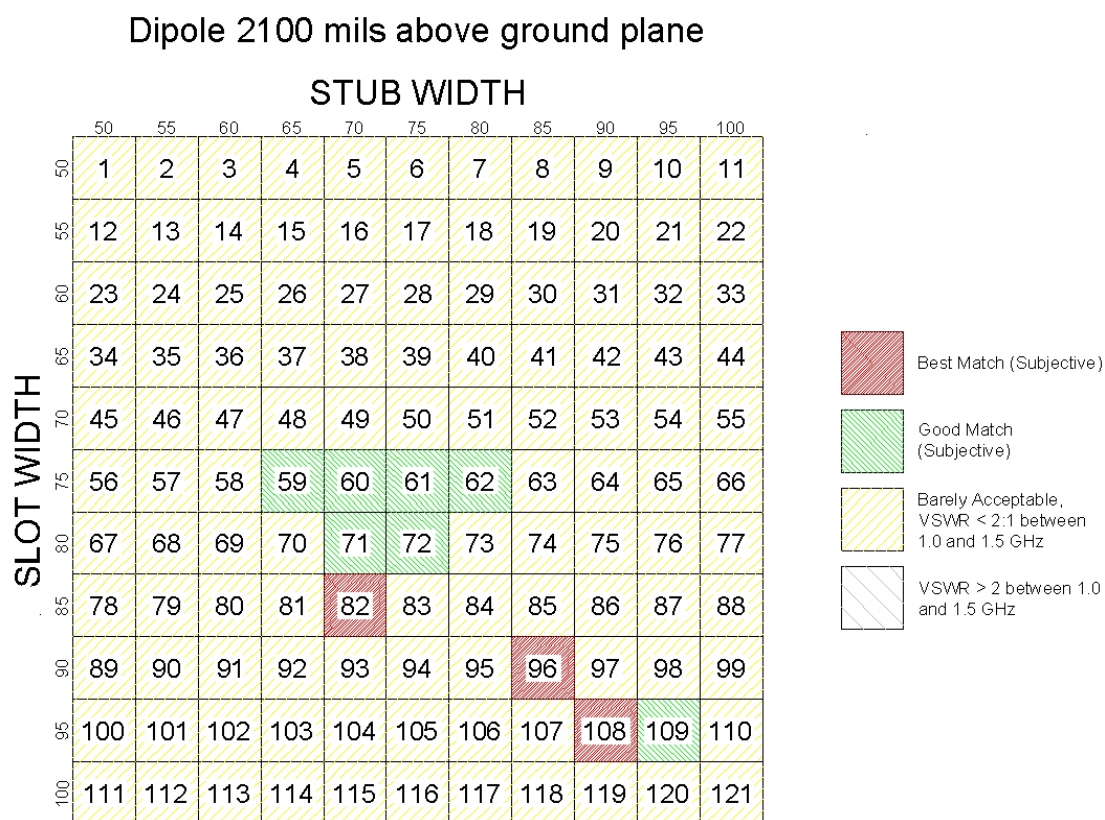 Dipole 2100 mils above ground plane
STUB WIDTH
50 55 60 65 70 75 80 85 90 95 100
SLOT WIDTH
50 1 2 3 4 5 6 7 8 9 10 11
55 12 13 14 15 16 17 18 19 20 21 22
60 23 24 25 26 27 28 29 30 31 32 33
65 34 35 36 37 38 39 40 41 42 43 44
70 45 46 47 48 49 50 51 52 53 54 55
75 56 57 58 59 60 61 62 63 64 65 66
80 67 68 69 70 71 72 73 74 75 76 77
85 78 79 80 81 82 83 84 85 86 87 88
90 89 90 91 92 93 94 95 96 97 98 99
95 100 101 102 103 104 105 106 107 108 109 110
100 111 112 113 114 115 116 117 118 119 120 121
Best Match (Subjective)
Good Match
(Subjective)
Barely Acceptable,
VSWR < 2:1 between
1.0 and 1.5 GHz
VSWR > 2 between 1.0
and 1.5 GHz